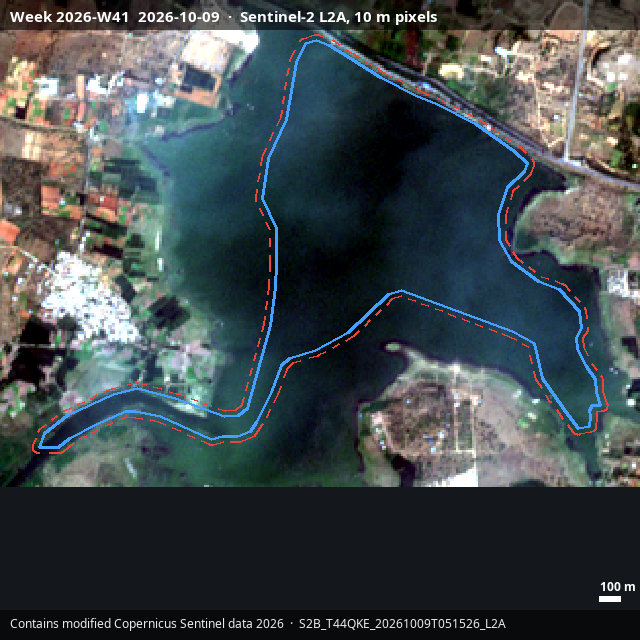 Week 2026-W41 2026-10-09 · Sentinel-2 L2A, 10 m pixels
100 m
Contains modified Copernicus Sentinel data 2026 · S2B_T44QKE_20261009T051526_L2A